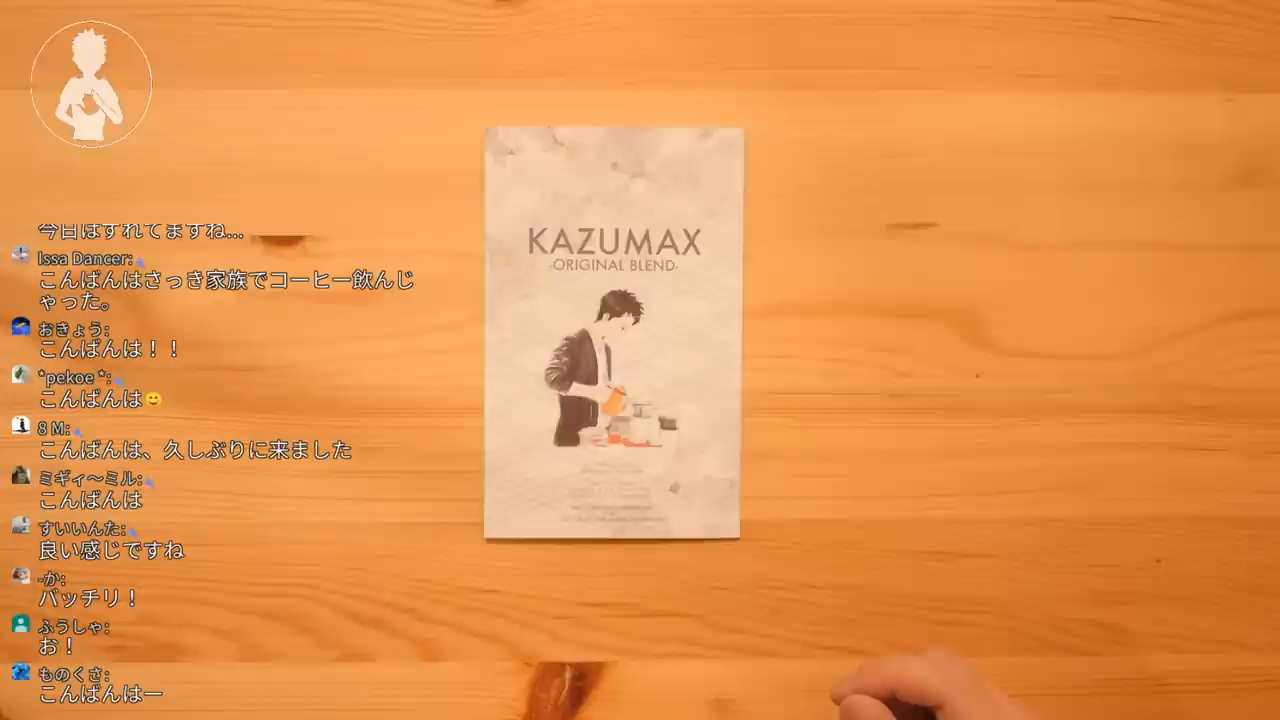 今日はずれてますね...
Issa Dancer:
こんばんはさっき家族でコーヒー飲んじ
ゃった。
おきょう:
こんばんは！！
*pekoe *:
こんばんは😊
8 M:
こんばんは、久しぶりに来ました
ミギィ〜ミル:
こんばんは
すいいんた:
良い感じですね
-か:
バッチリ！
ふうしゃ:
お！
ものくさ:
こんばんはー
KAZUMAX
-ORIGINAL BLEND-